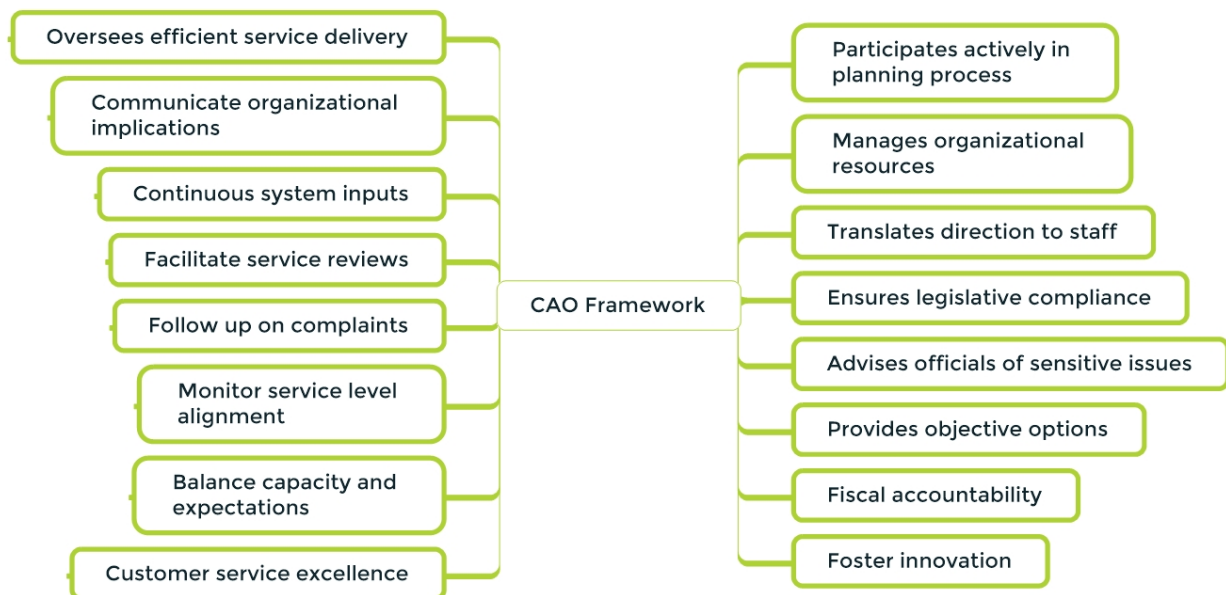 Oversees efficient service delivery
Communicate organizational
implications
Continuous system inputs
Facilitate service reviews
Follow up on complaints
Monitor service level
alignment
Balance capacity and
expectations
Customer service excellence
CAO Framework
Participates actively in
planning process
Manages organizational
resources
Translates direction to staff
Ensures legislative compliance
Advises officials of sensitive issues
Provides objective options
Fiscal accountability
Foster innovation